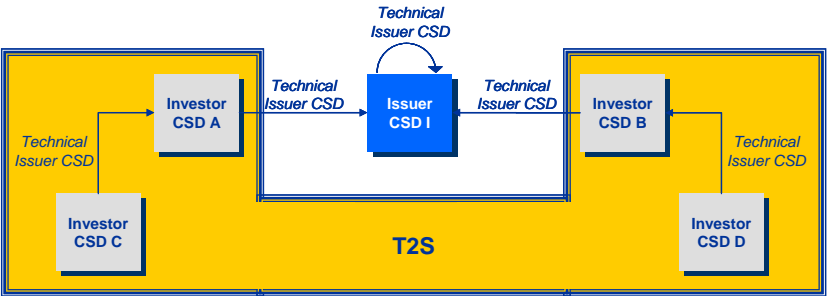 Technical
Issuer CSD
Technical
Issuer CSD
Technical
Issuer CSD
Investor
CSD A
Issuer
CSD I
Investor
CSD B
Technical
Issuer CSD
Technical
Issuer CSD
Investor
CSD C
T2S
Investor
CSD D